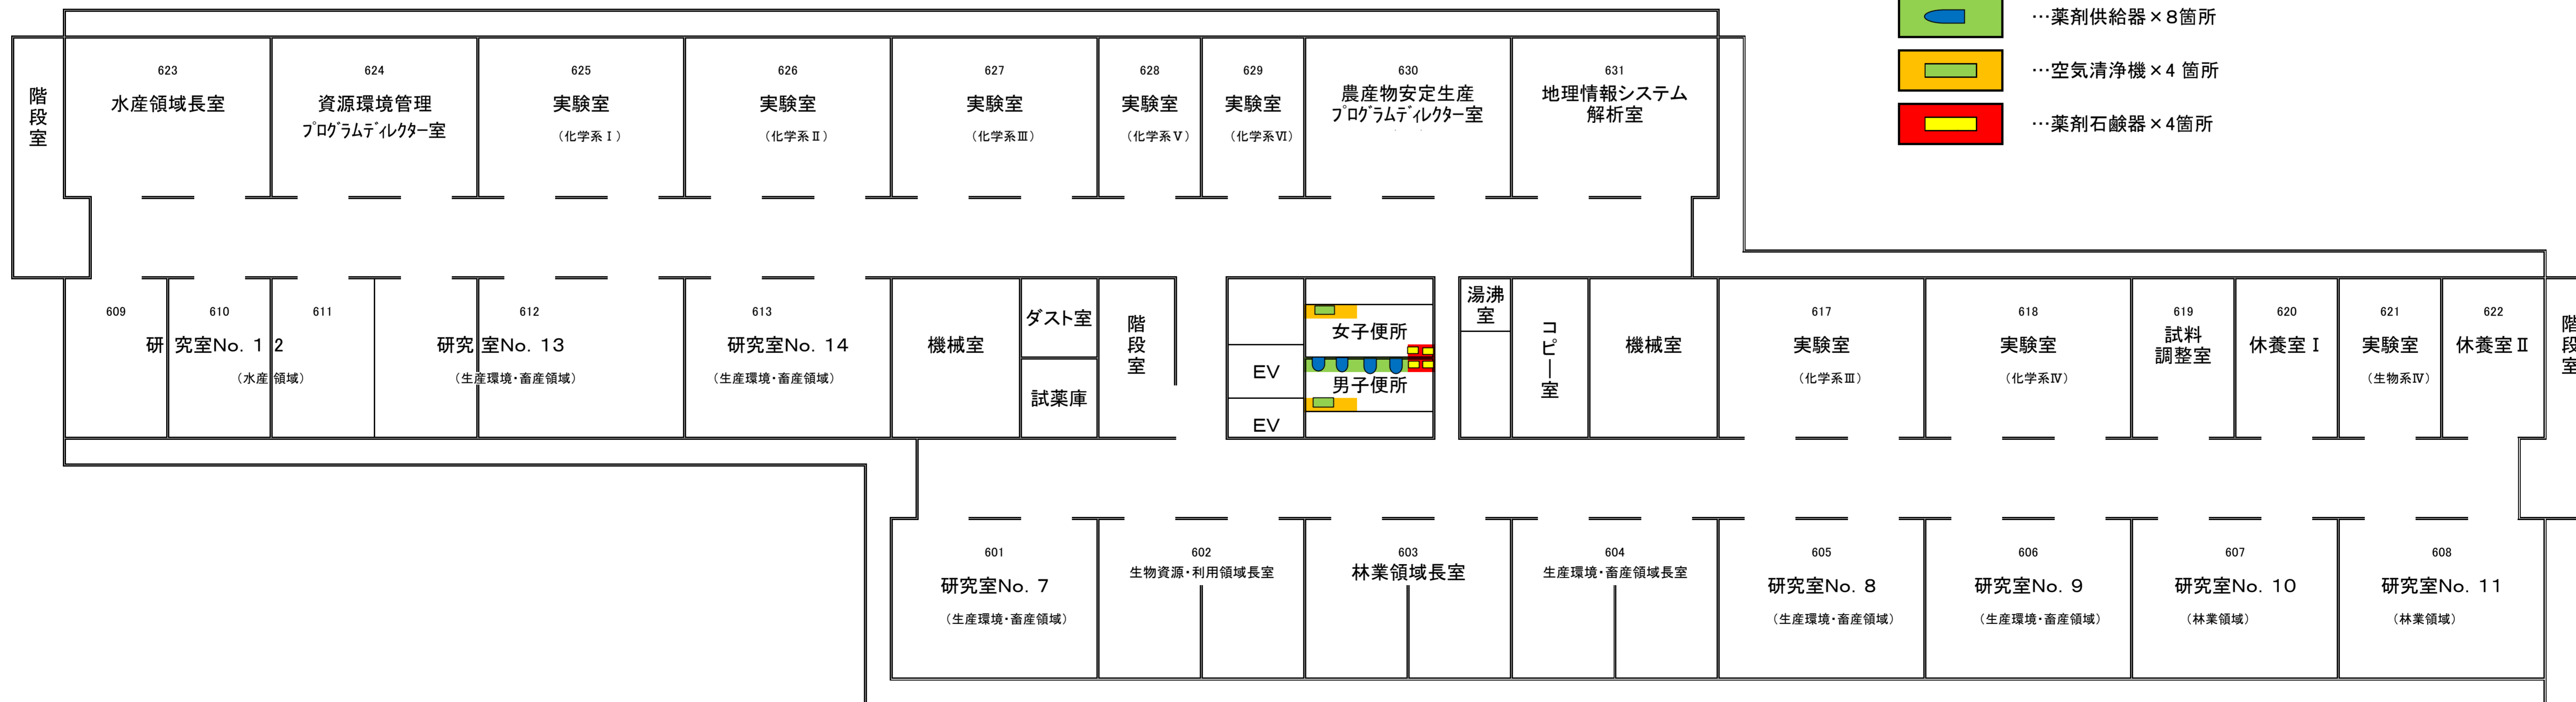 …薬剤供給器×8箇所
…空気清浄機×4 箇所
…薬剤石鹸器×4箇所
階段室
623
水産領域長室
624
資源環境管理
ﾌﾟﾛｸﾞﾗﾑﾃﾞｨﾚｸﾀｰ室
625
実験室
（化学系Ⅰ）
626
実験室
（化学系Ⅱ）
627
実験室
（化学系Ⅲ）
628
実験室
（化学系Ⅴ）
629
実験室
（化学系Ⅵ）
630
農産物安定生産
ﾌﾟﾛｸﾞﾗﾑﾃﾞｨﾚｸﾀｰ室
631
地理情報システム
解析室
609
610
611
研究室No．12
（水産領域）
612
研究室No．13
（生産環境・畜産領域）
613
研究室No．14
（生産環境・畜産領域）
機械室
ダスト室
試薬庫
階段室
EV
EV
女子便所
男子便所
湯沸
室
コピー室
機械室
617
実験室
（化学系Ⅲ）
618
実験室
（化学系Ⅳ）
619
試料
調整室
620
休養室Ⅰ
621
実験室
（生物系Ⅳ）
622
休養室Ⅱ
階段室
601
研究室No．7
（生産環境・畜産領域）
602
生物資源・利用領域長室
603
林業領域長室
604
生産環境・畜産領域長室
605
研究室No．8
（生産環境・畜産領域）
606
研究室No．9
（生産環境・畜産領域）
607
研究室No．10
（林業領域）
608
研究室No．11
（林業領域）